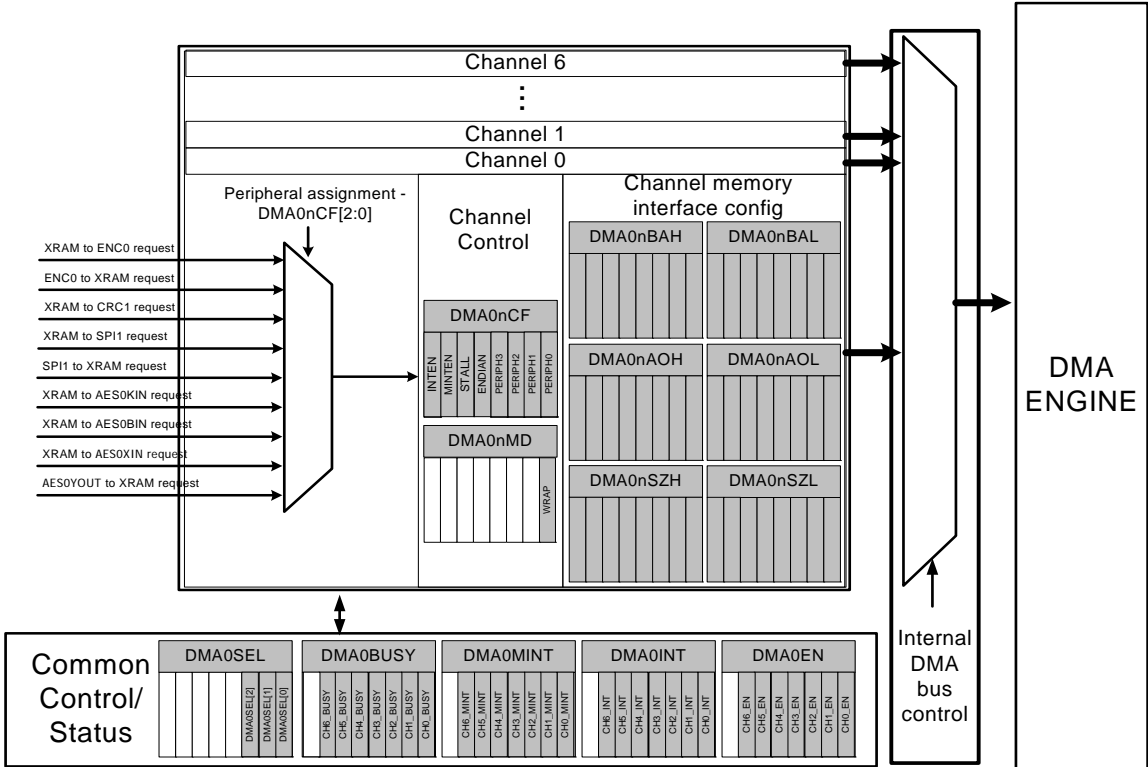 Channel 6
⋮
Channel 1
Channel 0
Peripheral assignment -
DMA0nCF[2:0]
XRAM to ENC0 request
ENC0 to XRAM request
XRAM to CRC1 request
XRAM to SPI1 request
SPI1 to XRAM request
XRAM to AES0KIN request
XRAM to AES0BIN request
XRAM to AES0XIN request
AES0YOUT to XRAM request
Channel
Control
DMA0nCF
INTEN
MINTEN
STALL
ENDIAN
PERIPH3
PERIPH2
PERIPH1
PERIPH0
DMA0nMD
WRAP
Channel memory
interface config
DMA0nBAH
DMA0nBAL
DMA0nAOH
DMA0nAOL
DMA0nSZH
DMA0nSZL
Internal
DMA
bus
control
DMA
ENGINE
Common
Control/
Status
DMA0SEL
DMA0SEL[2]
DMA0SEL[1]
DMA0SEL[0]
DMA0BUSY
CH6_BUSY
CH5_BUSY
CH4_BUSY
CH3_BUSY
CH2_BUSY
CH1_BUSY
CH0_BUSY
DMA0MINT
CH6_MINT
CH5_MINT
CH4_MINT
CH3_MINT
CH2_MINT
CH1_MINT
CH0_MINT
DMA0INT
CH6_INT
CH5_INT
CH4_INT
CH3_INT
CH2_INT
CH1_INT
CH0_INT
DMA0EN
CH6_EN
CH5_EN
CH4_EN
CH3_EN
CH2_EN
CH1_EN
CH0_EN